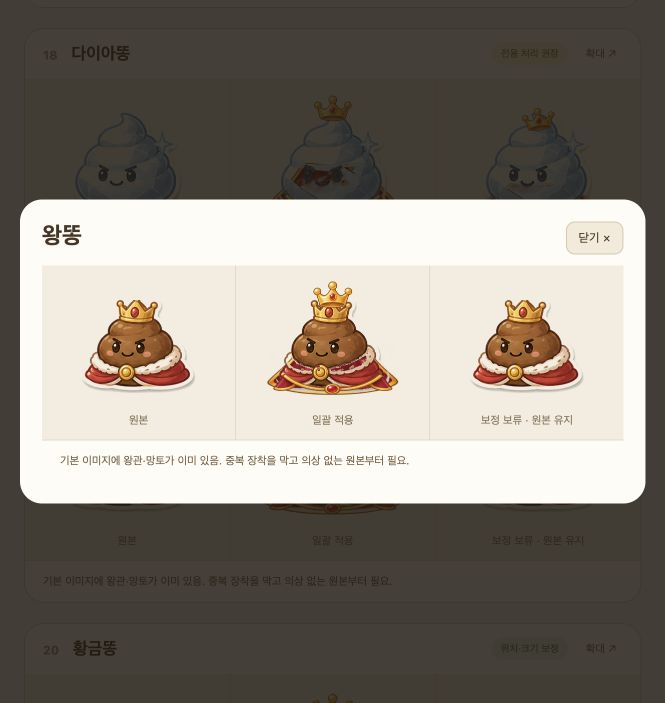 18 다이아똥 전용 처리 권장 확대 ↗
왕똥
닫기 ×
원본 일괄 적용 보정 보류 · 원본 유지
기본 이미지에 왕관·망토가 이미 있음. 중복 장착을 막고 의상 없는 원본부터 필요.
원본 일괄 적용 보정 보류 · 원본 유지
기본 이미지에 왕관·망토가 이미 있음. 중복 장착을 막고 의상 없는 원본부터 필요.
20 황금똥 위치·크기 보정 확대 ↗